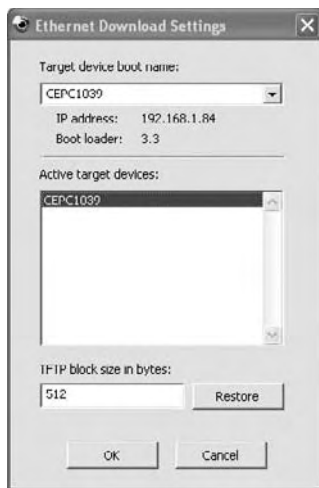 Ethernet Download Settings
Target device boot name:
CEPC1039
IP address: 192.168.1.84
Boot loader: 3.3
Active target devices:
CEPC1039
TFTP block size in bytes:
512 Restore
OK Cancel